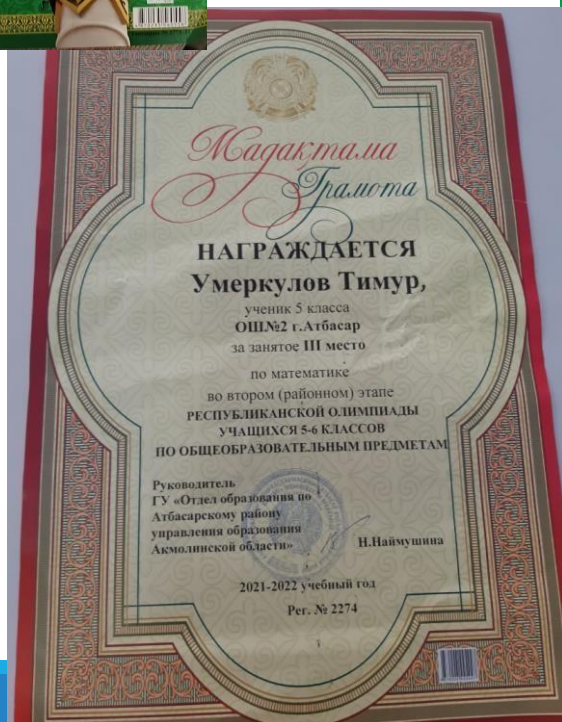 Мадақтама
Грамота
НАГРАЖДАЕТСЯ
Умеркулов Тимур,
ученик 5 класса
ОШ№2 г.Атбасар
за занятое III место
по математике
во втором (районном) этапе
РЕСПУБЛИКАНСКОЙ ОЛИМПИАДЫ
УЧАЩИХСЯ 5-6 КЛАССОВ
ПО ОБЩЕОБРАЗОВАТЕЛЬНЫМ ПРЕДМЕТАМ
Руководитель
ГУ «Отдел образования по
Атбасарскому району
управления образования
Акмолинской области»
Н.Наймушина
2021-2022 учебный год
Рег. № 2274